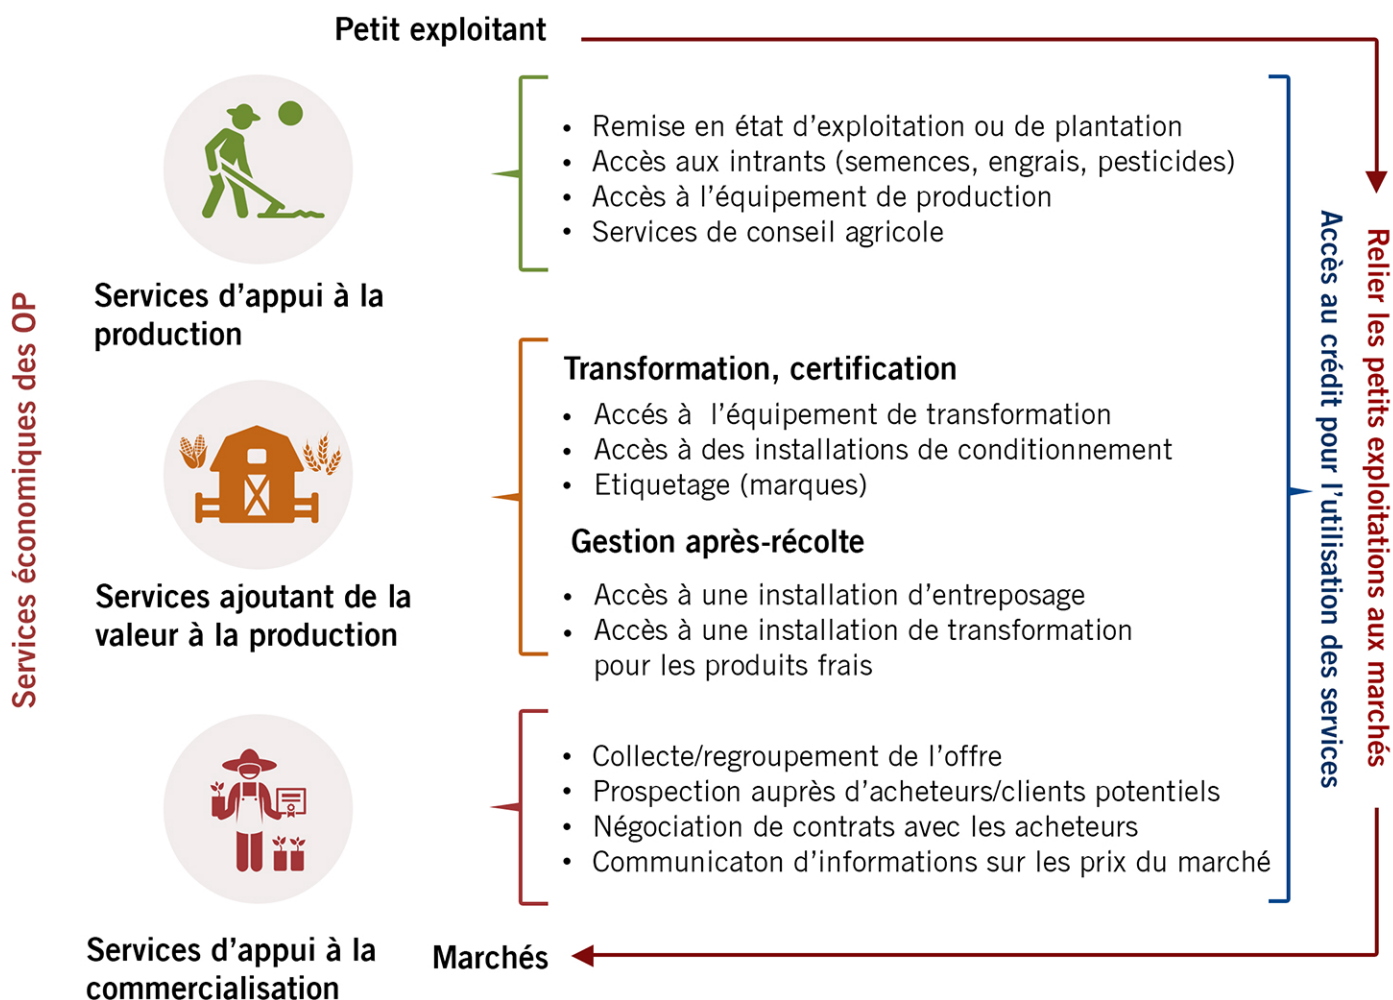 Petit exploitant
Services économiques des OP
Services d’appui à la
production
• Remise en état d’exploitation ou de plantation
• Accès aux intrants (semences, engrais, pesticides)
• Accès à l’équipement de production
• Services de conseil agricole
Services ajoutant de la
valeur à la production
Transformation, certification
• Accés à l’équipement de transformation
• Accès à des installations de conditionnement
• Etiquetage (marques)
Gestion après-récolte
• Accès à une installation d’entreposage
• Accès à une installation de transformation
pour les produits frais
Services d’appui à la
commercialisation
• Collecte/regroupement de l’offre
• Prospection auprès d’acheteurs/clients potentiels
• Négociation de contrats avec les acheteurs
• Communicaton d’informations sur les prix du marché
Marchés
Accès au crédit pour l’utilisation des services
Relier les petits exploitations aux marchés